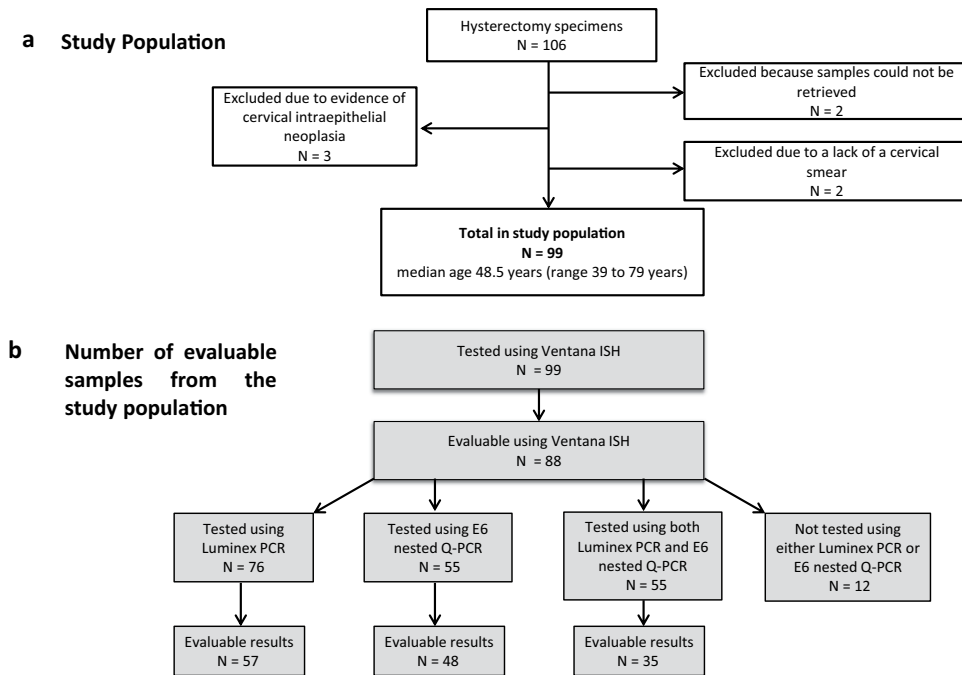 a Study Population
Hysterectomy specimens
N = 106
Excluded because samples could not be
retrieved
N = 2
Excluded due to evidence of
cervical intraepithelial
neoplasia
N = 3
Excluded due to a lack of a cervical
smear
N = 2
Total in study population
N = 99
median age 48.5 years (range 39 to 79 years)
b Number of evaluable
samples from the
study population
Tested using Ventana ISH
N = 99
Evaluable using Ventana ISH
N = 88
Tested using
Luminex PCR
N = 76
Tested using E6
nested Q-PCR
N = 55
Tested using both
Luminex PCR and E6
nested Q-PCR
N = 55
Not tested using
either Luminex PCR or
E6 nested Q-PCR
N = 12
Evaluable results
N = 57
Evaluable results
N = 48
Evaluable results
N = 35